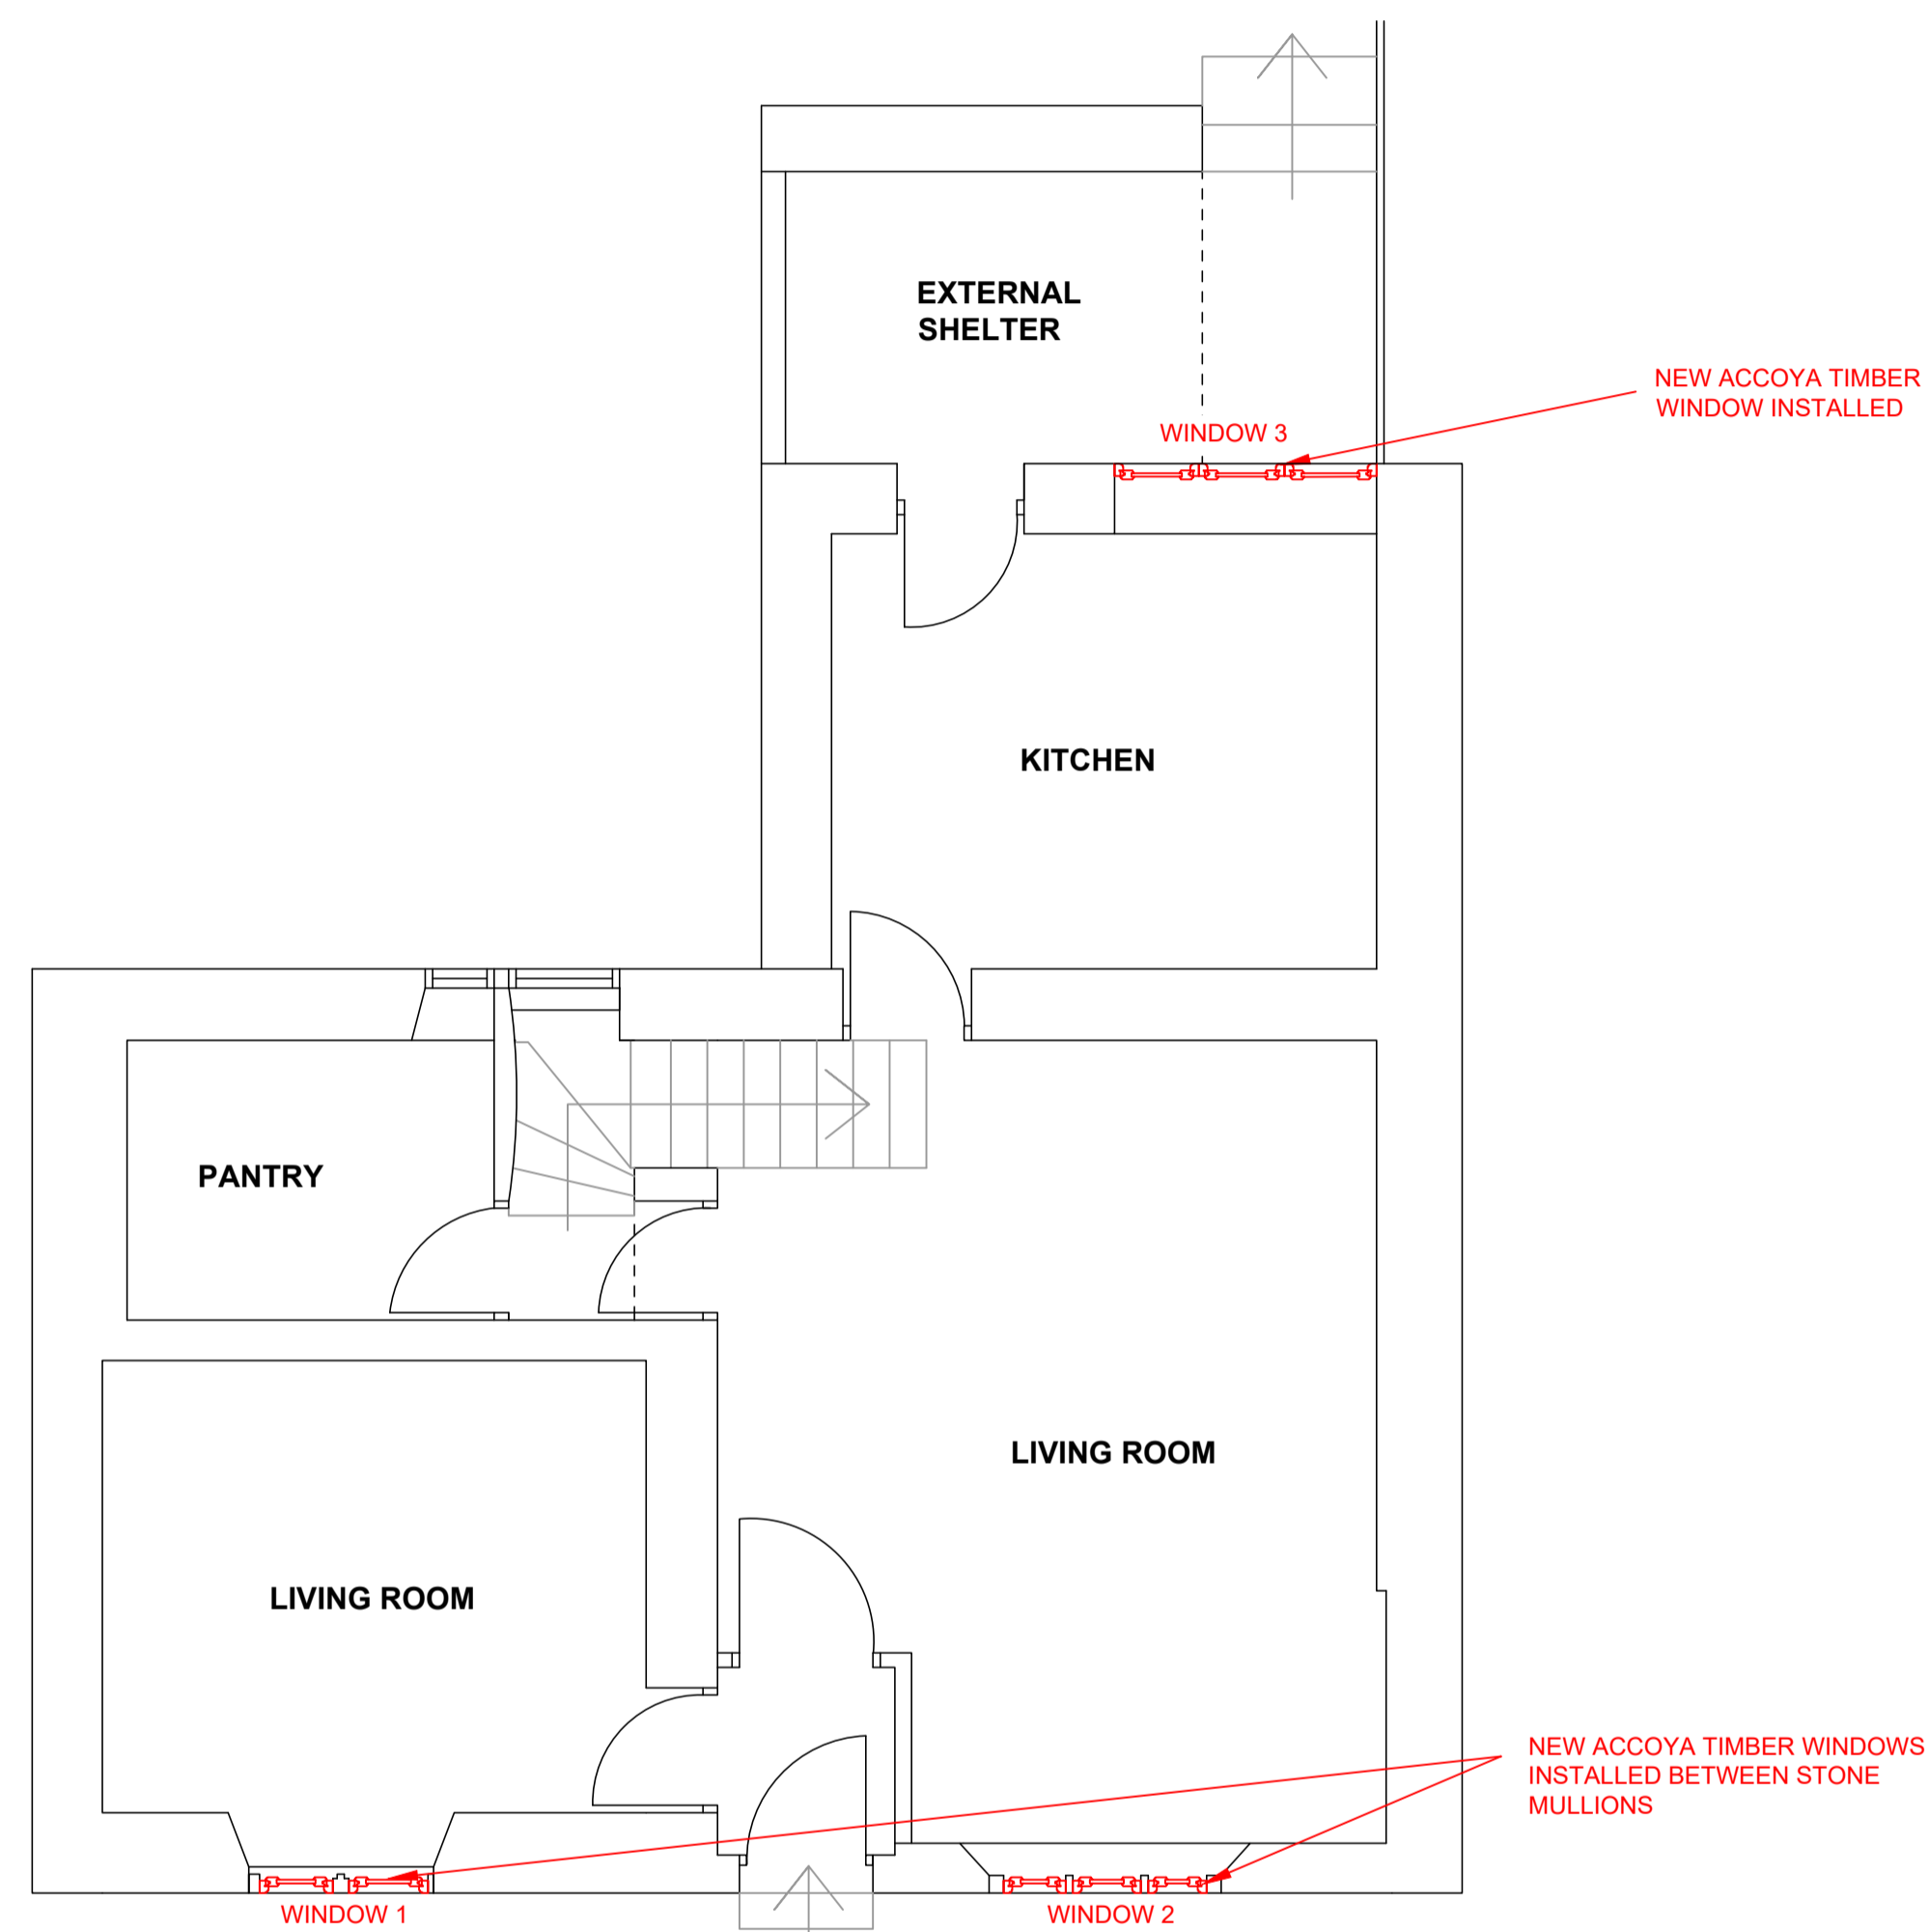 EXTERNAL
SHELTER
NEW ACCOYA TIMBER
WINDOW INSTALLED
WINDOW 3
KITCHEN
PANTRY
LIVING ROOM
LIVING ROOM
NEW ACCOYA TIMBER WINDOWS
INSTALLED BETWEEN STONE
MULLIONS
WINDOW 1
WINDOW 2